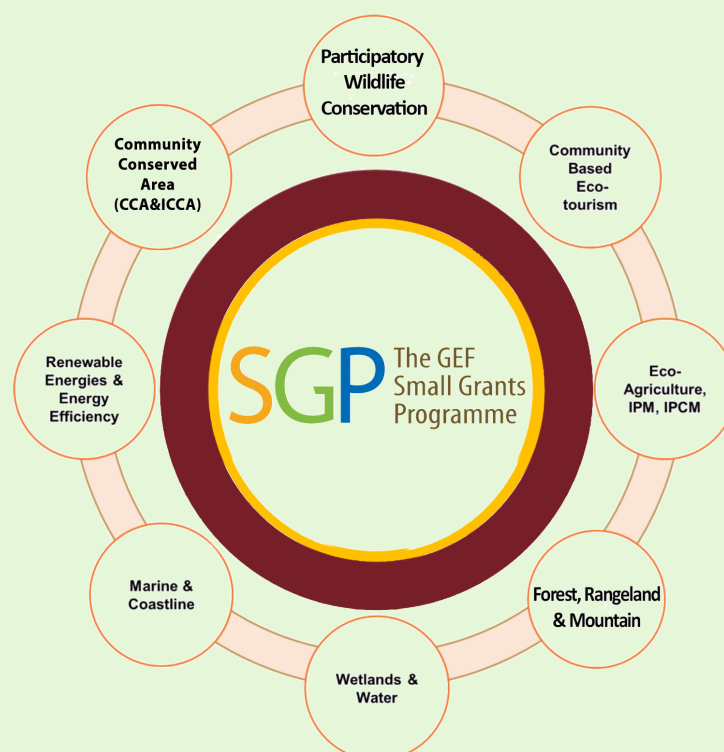 Participatory
Wildlife
Conservation
Community
Based
Eco-
tourism
Eco-
Agriculture,
IPM, IPCM
Forest, Rangeland
& Mountain
Wetlands &
Water
Marine &
Coastline
Renewable
Energies &
Energy
Efficiency
Community
Conserved
Area
(CCA&ICCA)
SGP
The GEF
Small Grants
Programme